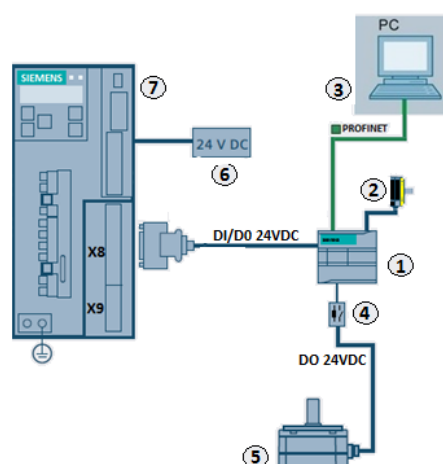 PC
SIEMENS
7
3
24 V DC
PROFINET
6
2
X8
DI/D0 24VDC
1
X9
4
DO 24VDC
5